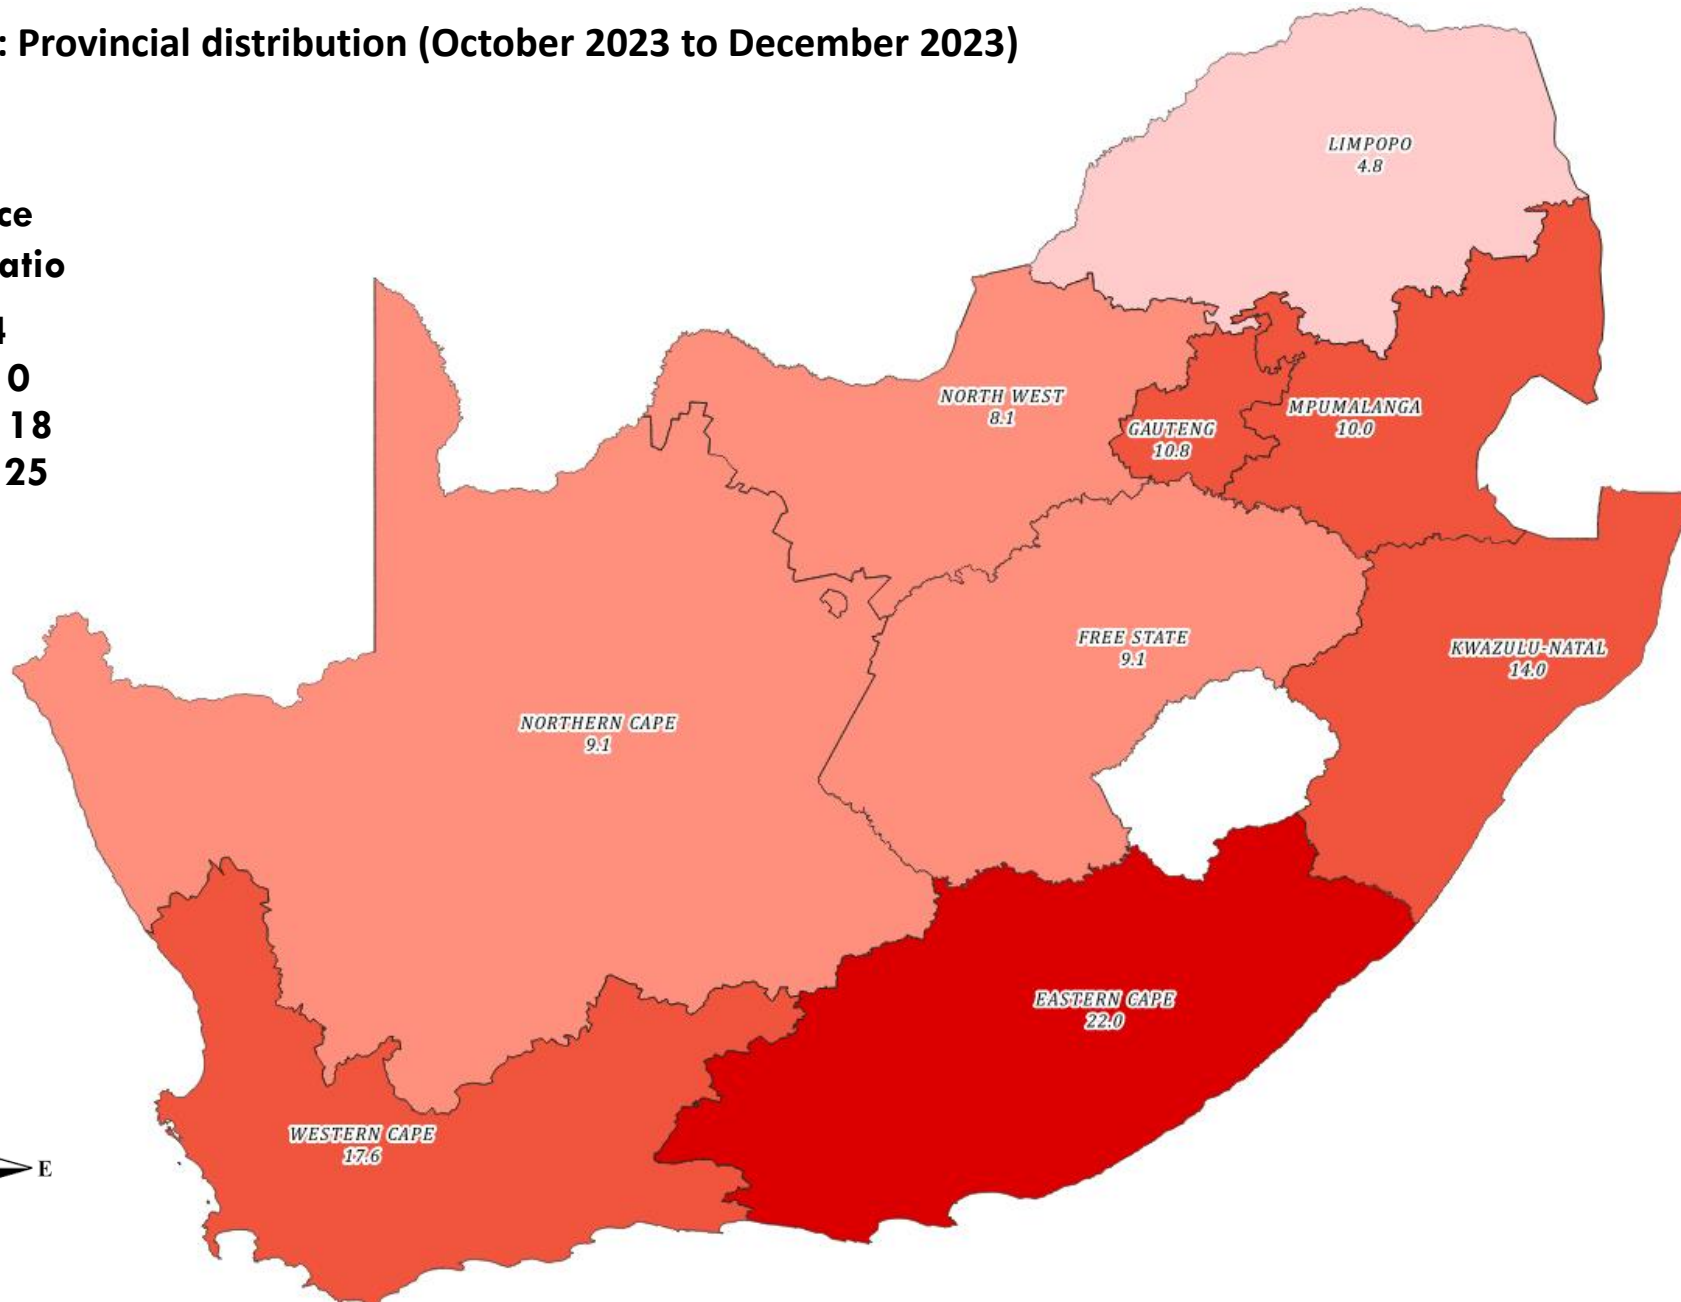 : Provincial distribution (October 2023 to December 2023)
LIMPOPO
4.8
ce
atio
4
0
18
25
NORTH WEST
8.1
MPUMALANGA
10.0
GAUTENG
10.8
FREE STATE
9.1
KWAZULU-NATAL
14.0
NORTHERN CAPE
9.1
EASTERN CAPE
22.0
WESTERN CAPE
17.6
E